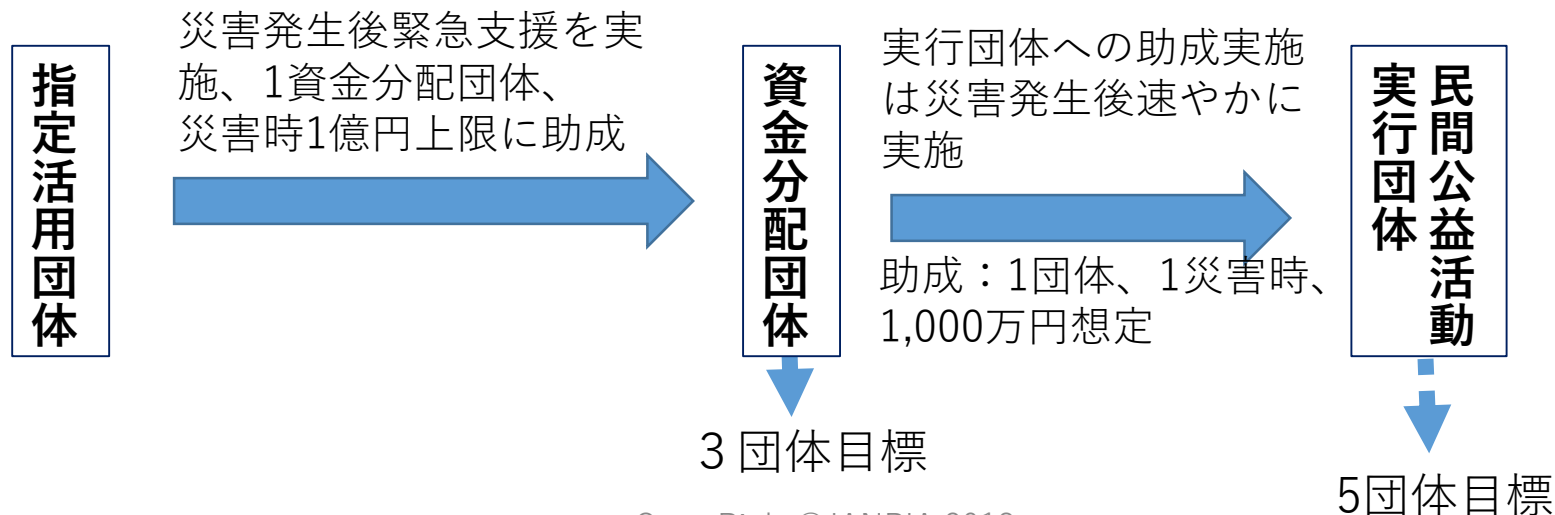 指定活用団体
災害発生後緊急支援を実
施、1資金分配団体、
災害時1億円上限に助成
資金分配団体
実行団体への助成実施
は災害発生後速やかに
実施
助成：1団体、1災害時、
1,000万円想定
民間公益活動
実行団体
３団体目標
5団体目標